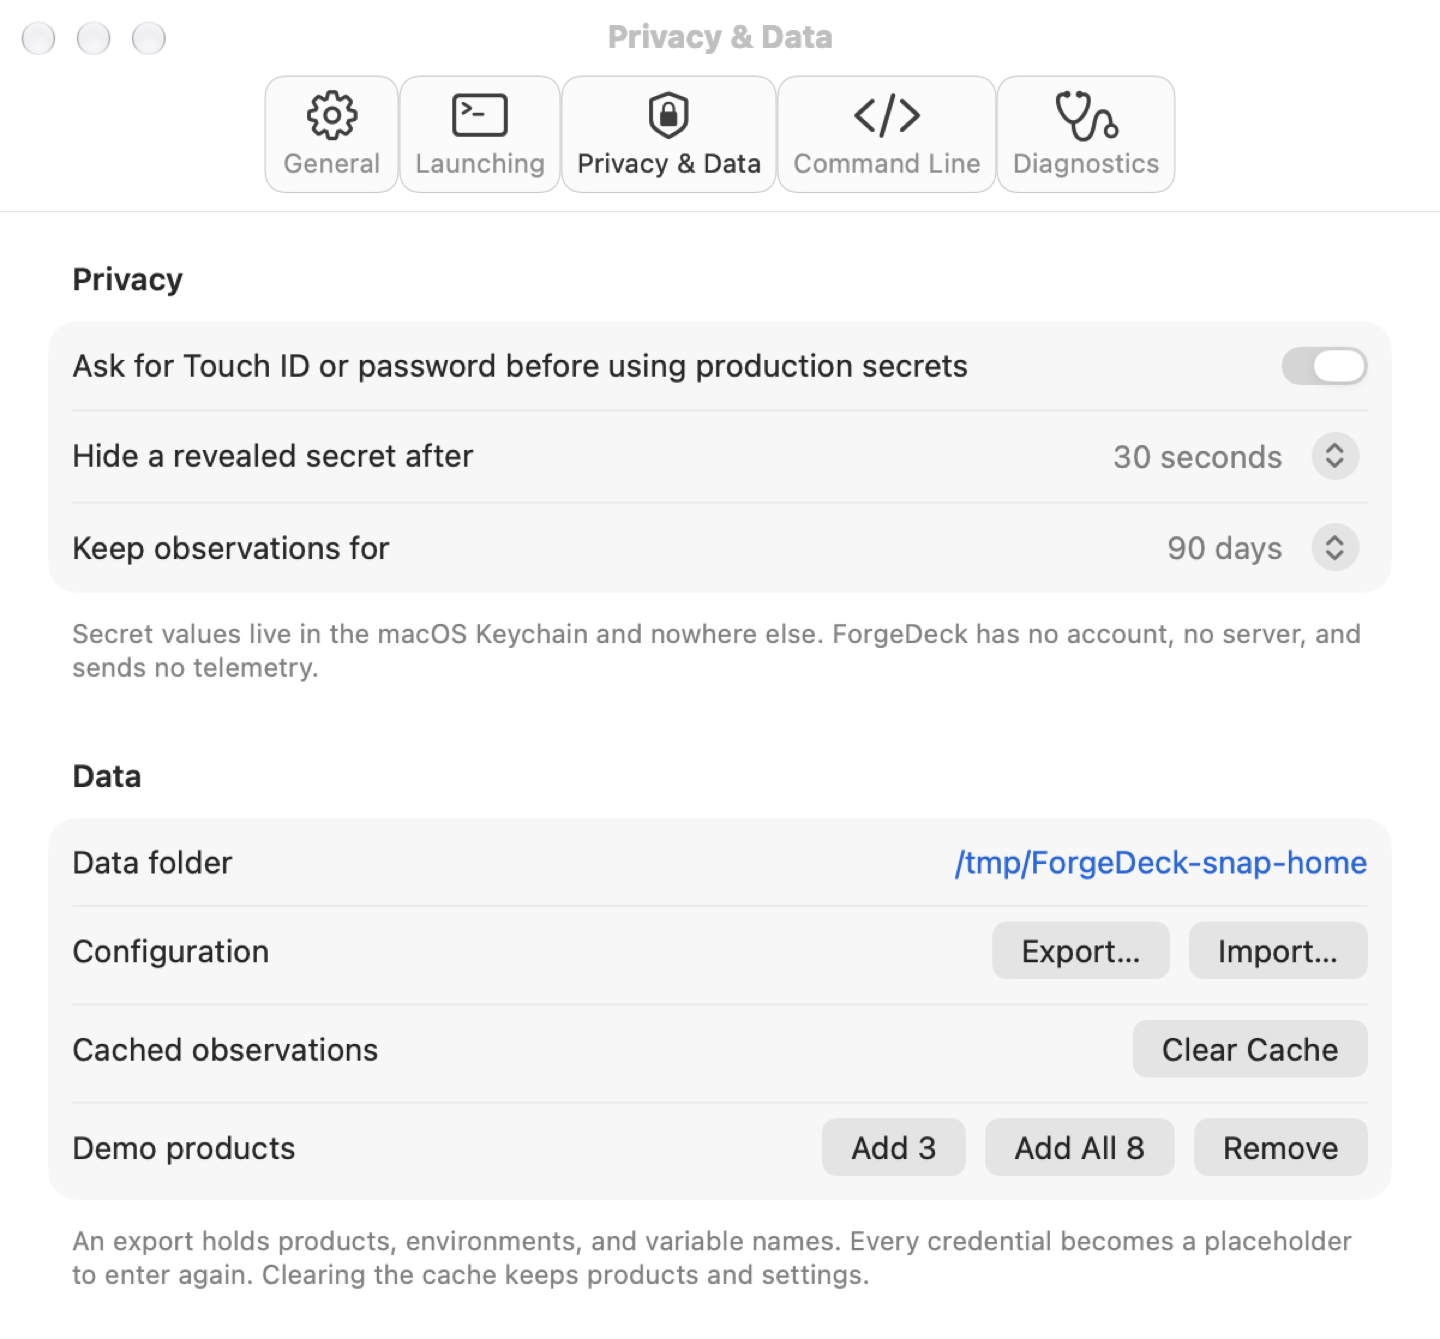 Privacy & Data
General
Launching
Privacy & Data
Command Line
Diagnostics
Privacy
Ask for Touch ID or password before using production secrets
Hide a revealed secret after
30 seconds
Keep observations for
90 days
Secret values live in the macOS Keychain and nowhere else. ForgeDeck has no account, no server, and
sends no telemetry.
Data
Data folder
/tmp/ForgeDeck-snap-home
Configuration
Export...
Import...
Cached observations
Clear Cache
Demo products
Add 3
Add All 8
Remove
An export holds products, environments, and variable names. Every credential becomes a placeholder
to enter again. Clearing the cache keeps products and settings.